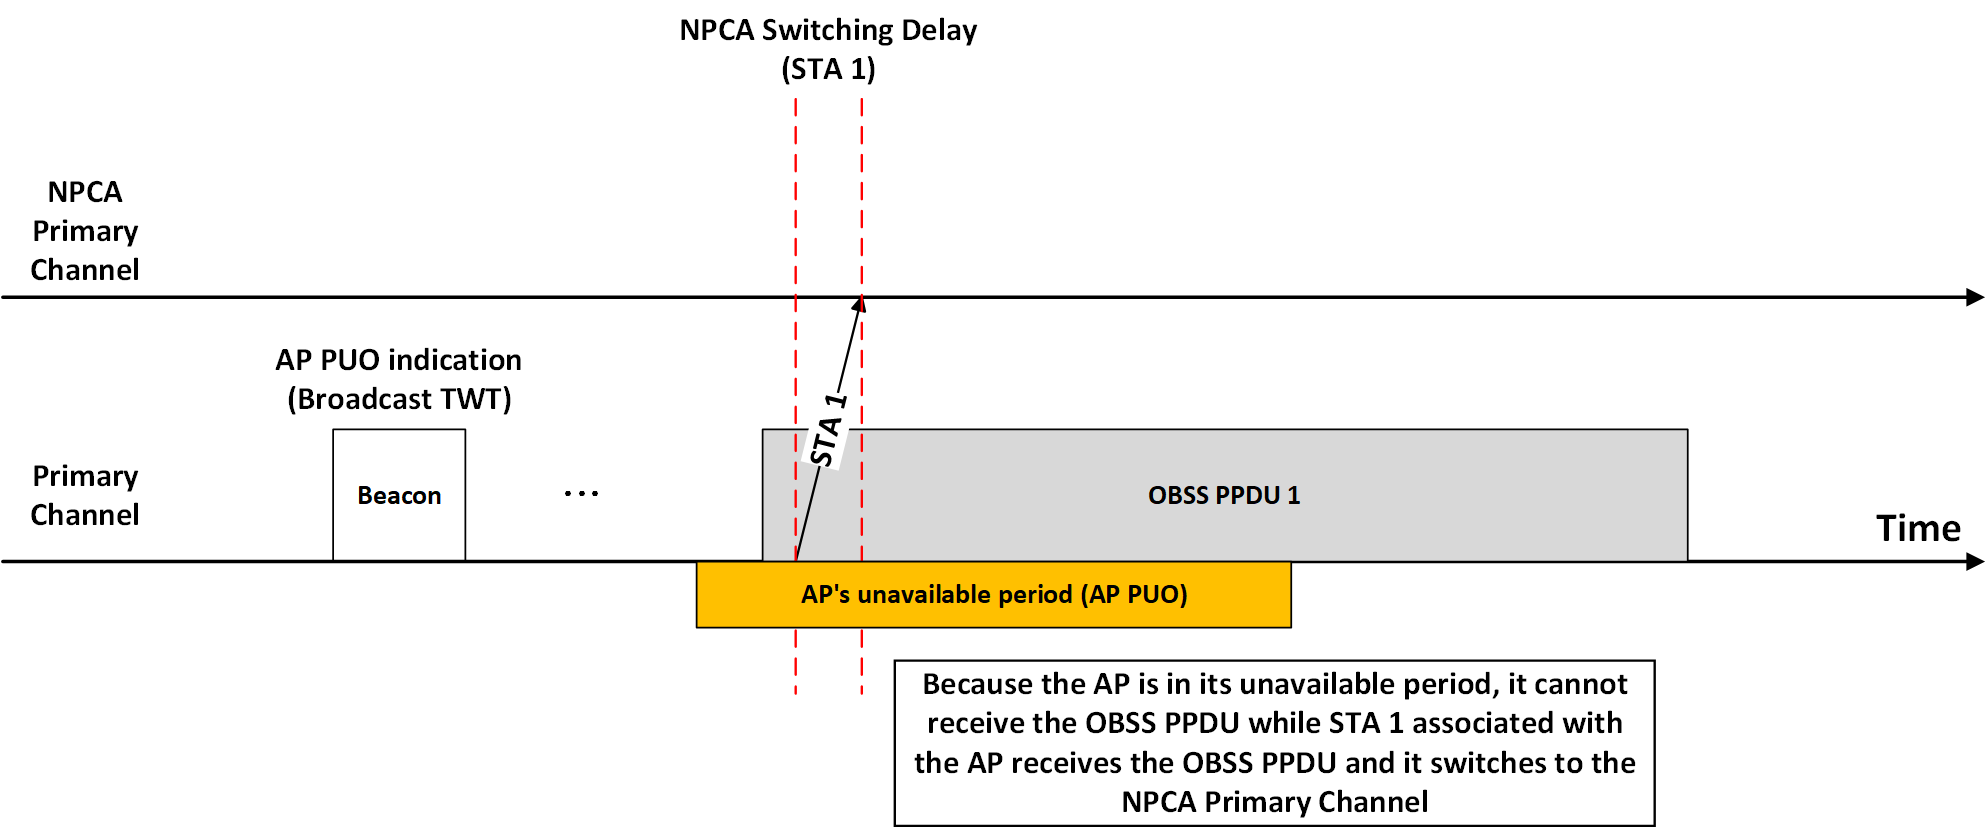 NPCA Switching Delay
(STA 1)
NPCA
Primary
Channel
AP PUO indication
(Broadcast TWT)
STA 1
Primary
Channel
Beacon
...
OBSS PPDU 1
Time
AP's unavailable period (AP PUO)
Because the AP is in its unavailable period, it cannot
receive the OBSS PPDU while STA 1 associated with
the AP receives the OBSS PPDU and it switches to the
NPCA Primary Channel